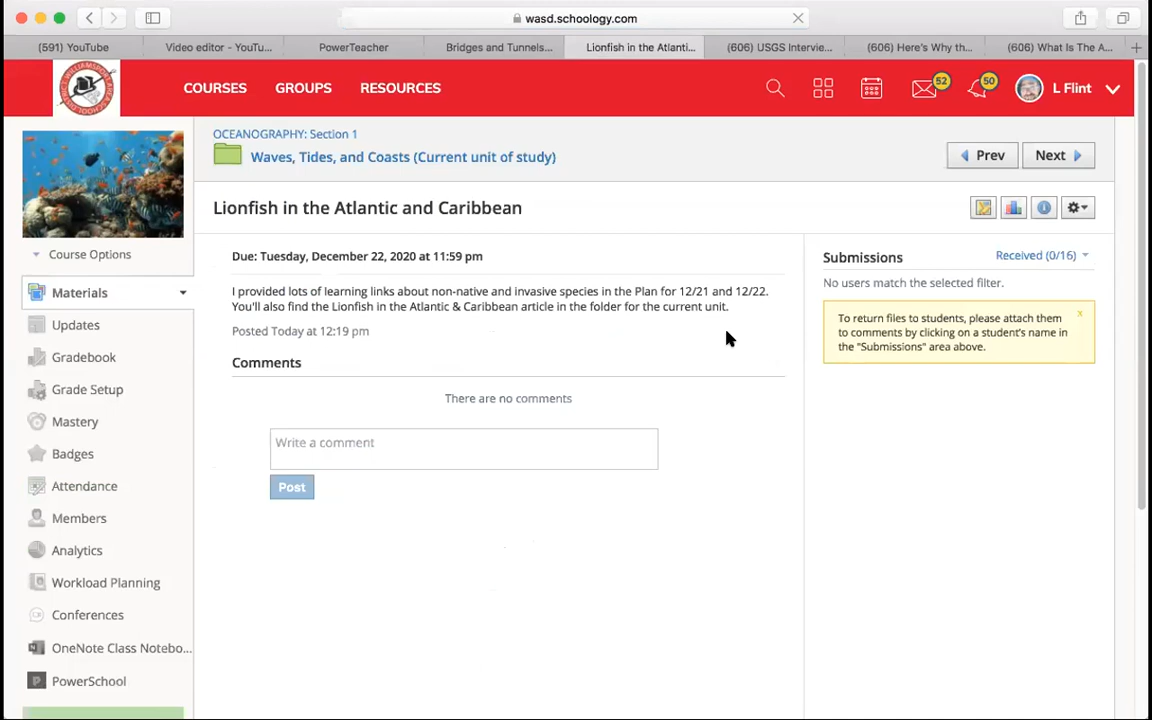 wasd.schoology.com
(591) YouTube
Video editor - YouTu...
PowerTeacher
Bridges and Tunnels...
Lionfish in the Atlanti...
(606) USGS Intervie...
(606) Here's Why th...
(606) What Is The A...
COURSES
GROUPS
RESOURCES
52
50
L Flint
OCEANOGRAPHY: Section 1
Waves, Tides, and Coasts (Current unit of study)
Prev
Next
Lionfish in the Atlantic and Caribbean
Course Options
Materials
Updates
Gradebook
Grade Setup
Mastery
Badges
Attendance
Members
Analytics
Workload Planning
Conferences
OneNote Class Notebo...
PowerSchool
Due: Tuesday, December 22, 2020 at 11:59 pm
I provided lots of learning links about non-native and invasive species in the Plan for 12/21 and 12/22.
You'll also find the Lionfish in the Atlantic & Caribbean article in the folder for the current unit.
Posted Today at 12:19 pm
Comments
There are no comments
Write a comment
Post
Submissions
Received (0/16)
No users match the selected filter.
To return files to students, please attach them
to comments by clicking on a student's name in
the "Submissions" area above.
x